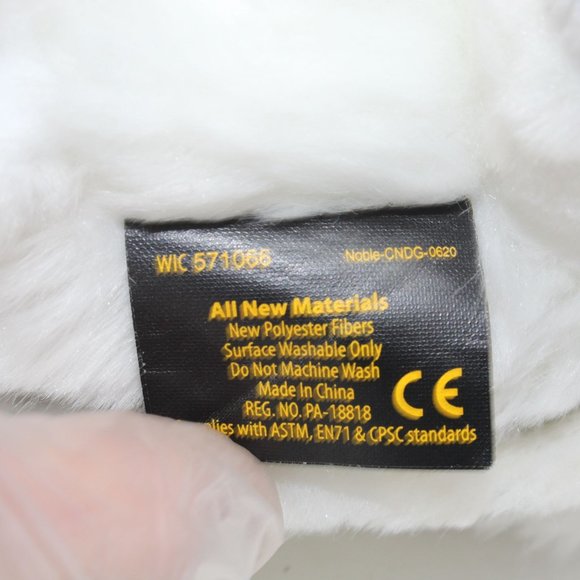 WIC 571066 Noble-CNDG-0620
All New Materials
New Polyester Fibers
Surface Washable Only
Do Not Machine Wash
Made In China
REG. NO. PA-18818
CE
with ASTM, EN71 & CPSC standards